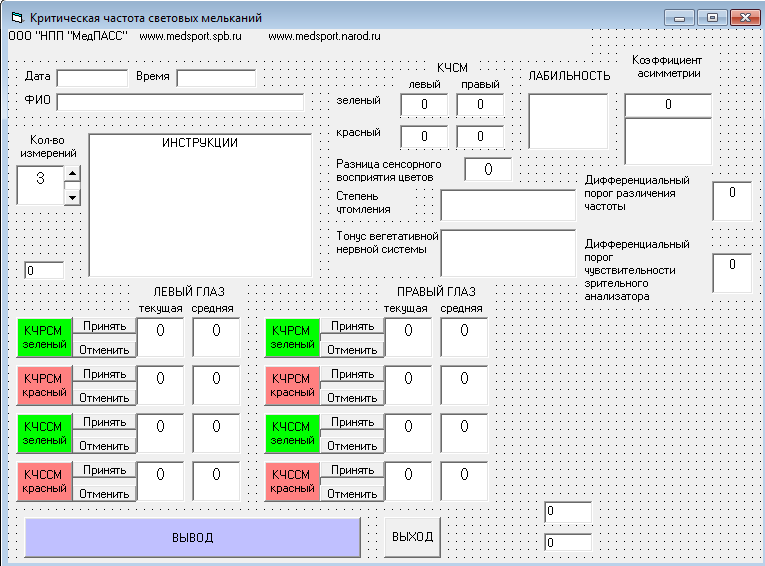 Критическая частота световых мельканий
ООО "НПП "МедПАСС" www.medsport.spb.ru www.medsport.narod.ru
Дата Время
ФИО
КЧСМ
левый правый
зеленый 0 0
красный 0 0
ЛАБИЛЬНОСТЬ
Коэффициент
асимметрии
0
Кол-во
измерений
3
ИНСТРУКЦИИ
Разница сенсорного
восприятия цветов
0
Степень
утомления
Тонус вегетативной
нервной системы
Дифференциальный
порог различения
частоты
0
Дифференциальный
порог
чувствительности
зрительного
анализатора
0
0
ЛЕВЫЙ ГЛАЗ
текущая средняя
КЧРСМ
зеленый
Принять
Отменить
0 0
КЧРСМ
красный
Принять
Отменить
0 0
КЧССМ
зеленый
Принять
Отменить
0 0
КЧССМ
красный
Принять
Отменить
0 0
ПРАВЫЙ ГЛАЗ
текущая средняя
КЧРСМ
зеленый
Принять
Отменить
0 0
КЧРСМ
красный
Принять
Отменить
0 0
КЧССМ
зеленый
Принять
Отменить
0 0
КЧССМ
красный
Принять
Отменить
0 0
ВЫВОД
ВЫХОД
0
0